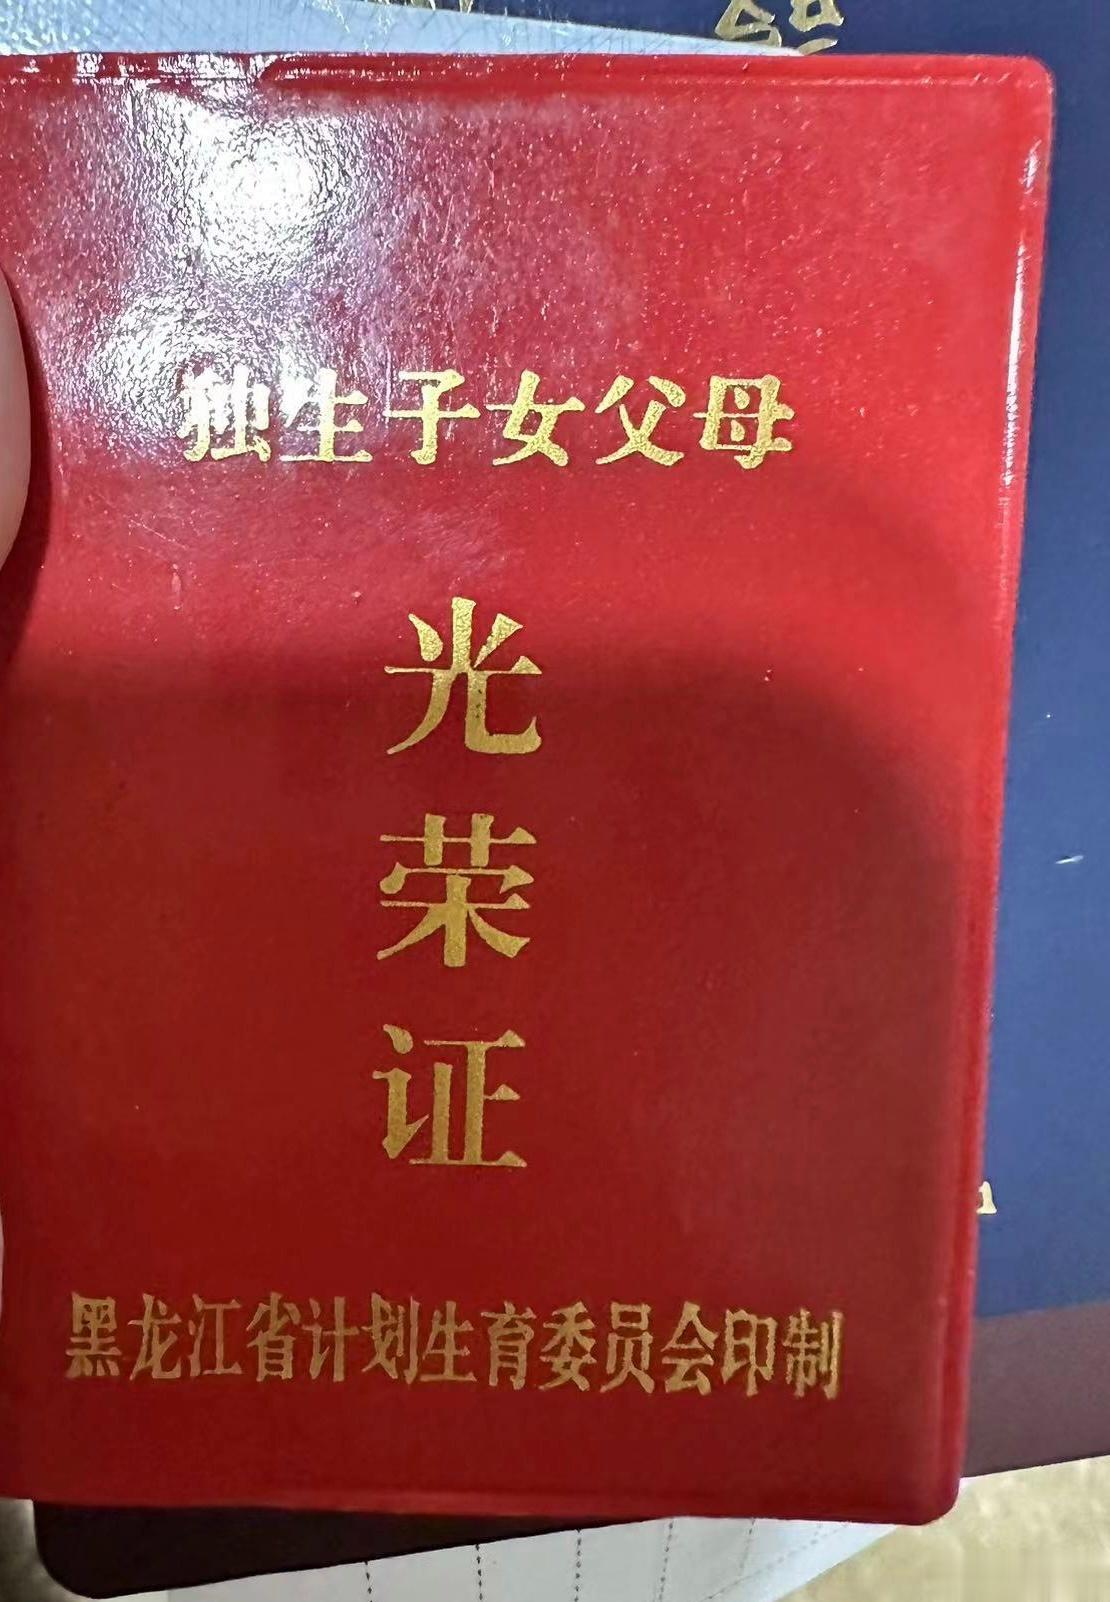 独生子女父母
光
荣
证
黑龙江省计划生育委员会印制